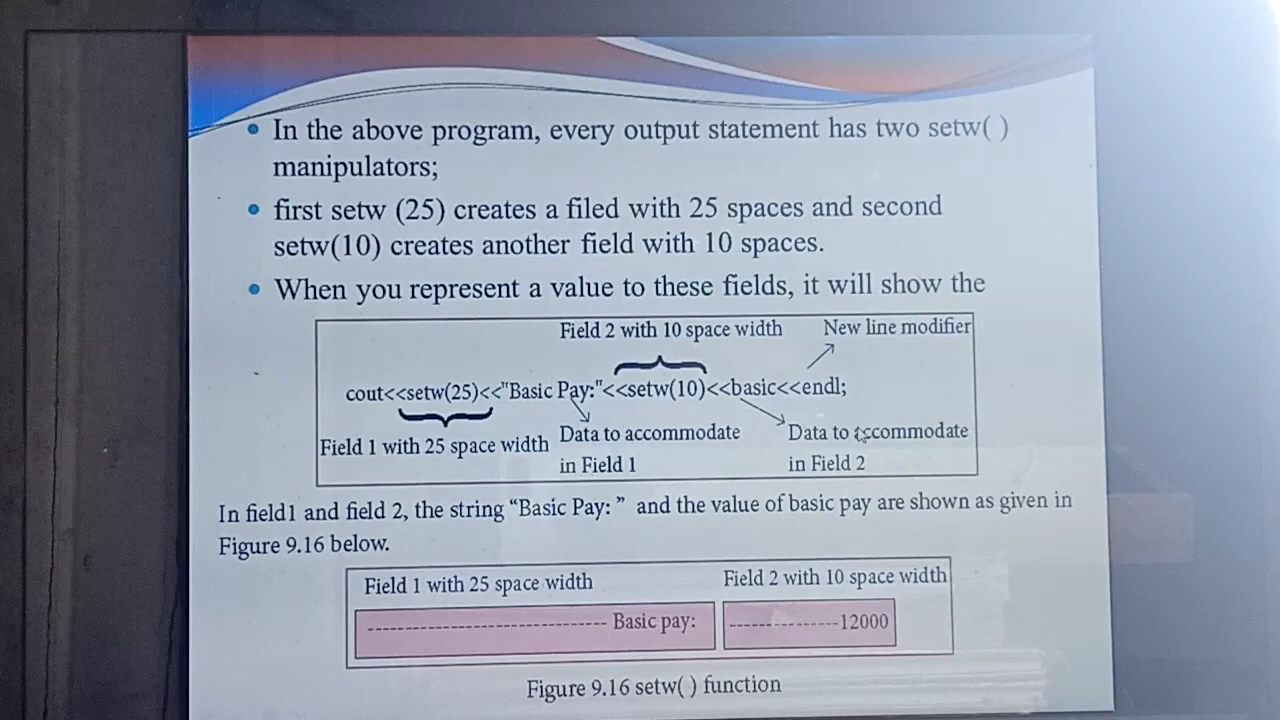 • In the above program, every output statement has two setw( )
manipulators;
• first setw (25) creates a filed with 25 spaces and second
setw(10) creates another field with 10 spaces.
• When you represent a value to these fields, it will show the
Field 2 with 10 space width New line modifier
cout<<setw(25)<<"Basic Pay:"<<setw(10)<<basic<<endl;
Field 1 with 25 space width
Data to accommodate
in Field 1
Data to accommodate
in Field 2
In field1 and field 2, the string “Basic Pay: ” and the value of basic pay are shown as given in
Figure 9.16 below.
Field 1 with 25 space width Field 2 with 10 space width
-------------------------------- Basic pay: ---------------12000
Figure 9.16 setw( ) function